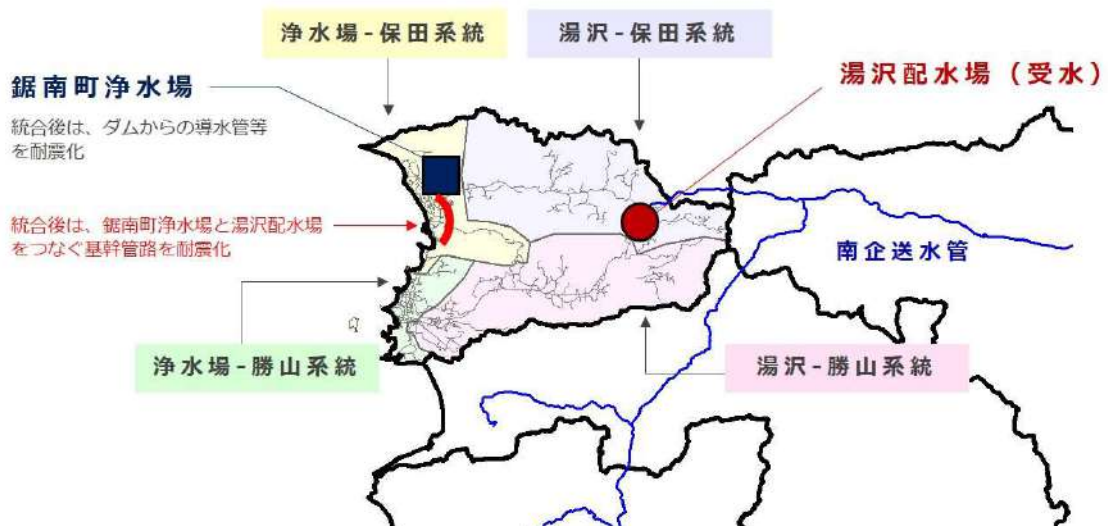 浄水場-保田系統
湯沢-保田系統
鋸南町浄水場
統合後は、ダムからの導水管等
を耐震化
湯沢配水場（受水）
統合後は、鋸南町浄水場と湯沢配水場
をつなぐ基幹管路を耐震化
南企送水管
浄水場-勝山系統
湯沢-勝山系統